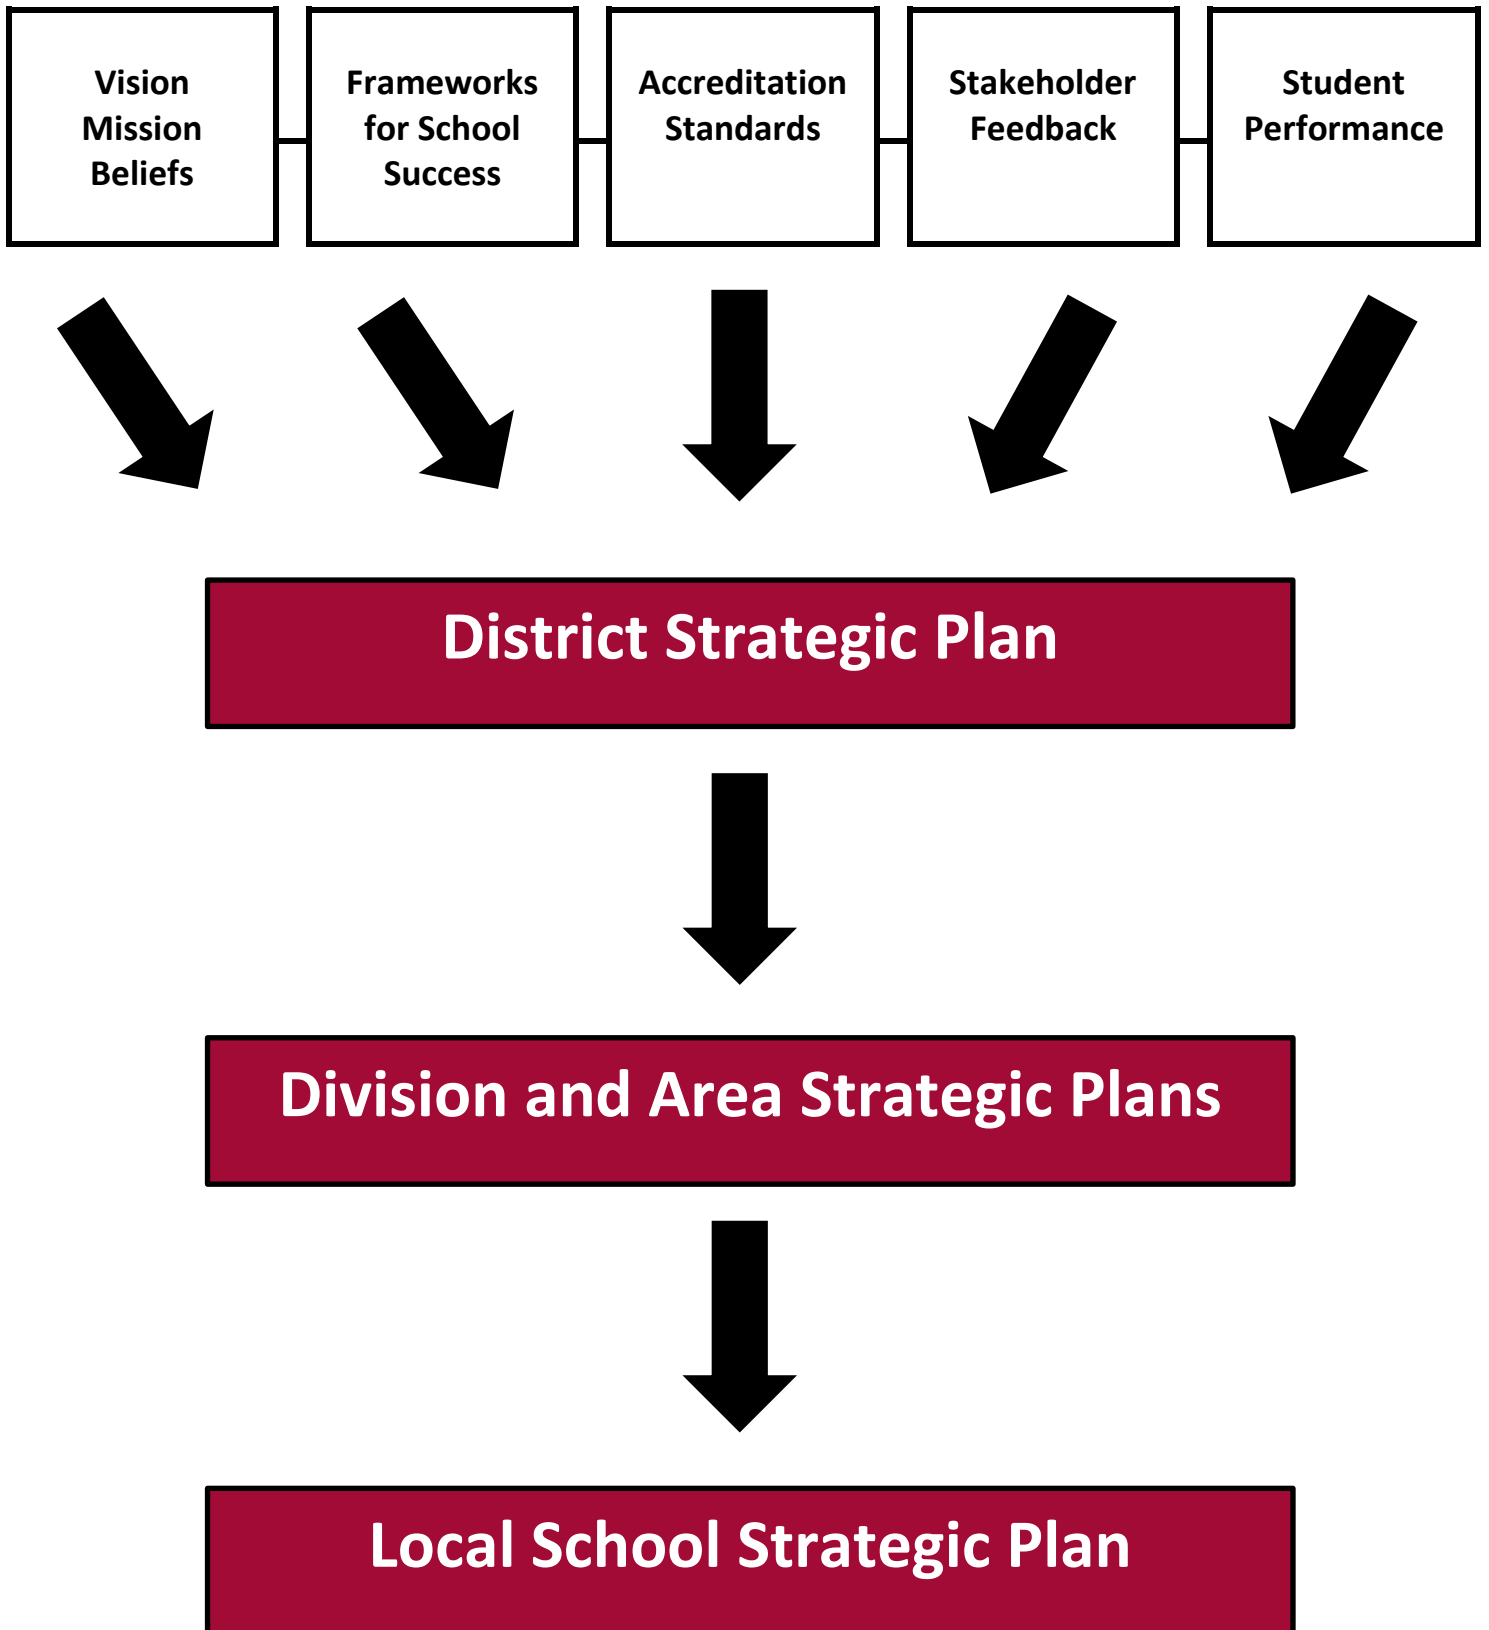 Vision
Mission
Beliefs
Frameworks
for School
Success
Accreditation
Standards
Stakeholder
Feedback
Student
Performance
District Strategic Plan
Division and Area Strategic Plans
Local School Strategic Plan